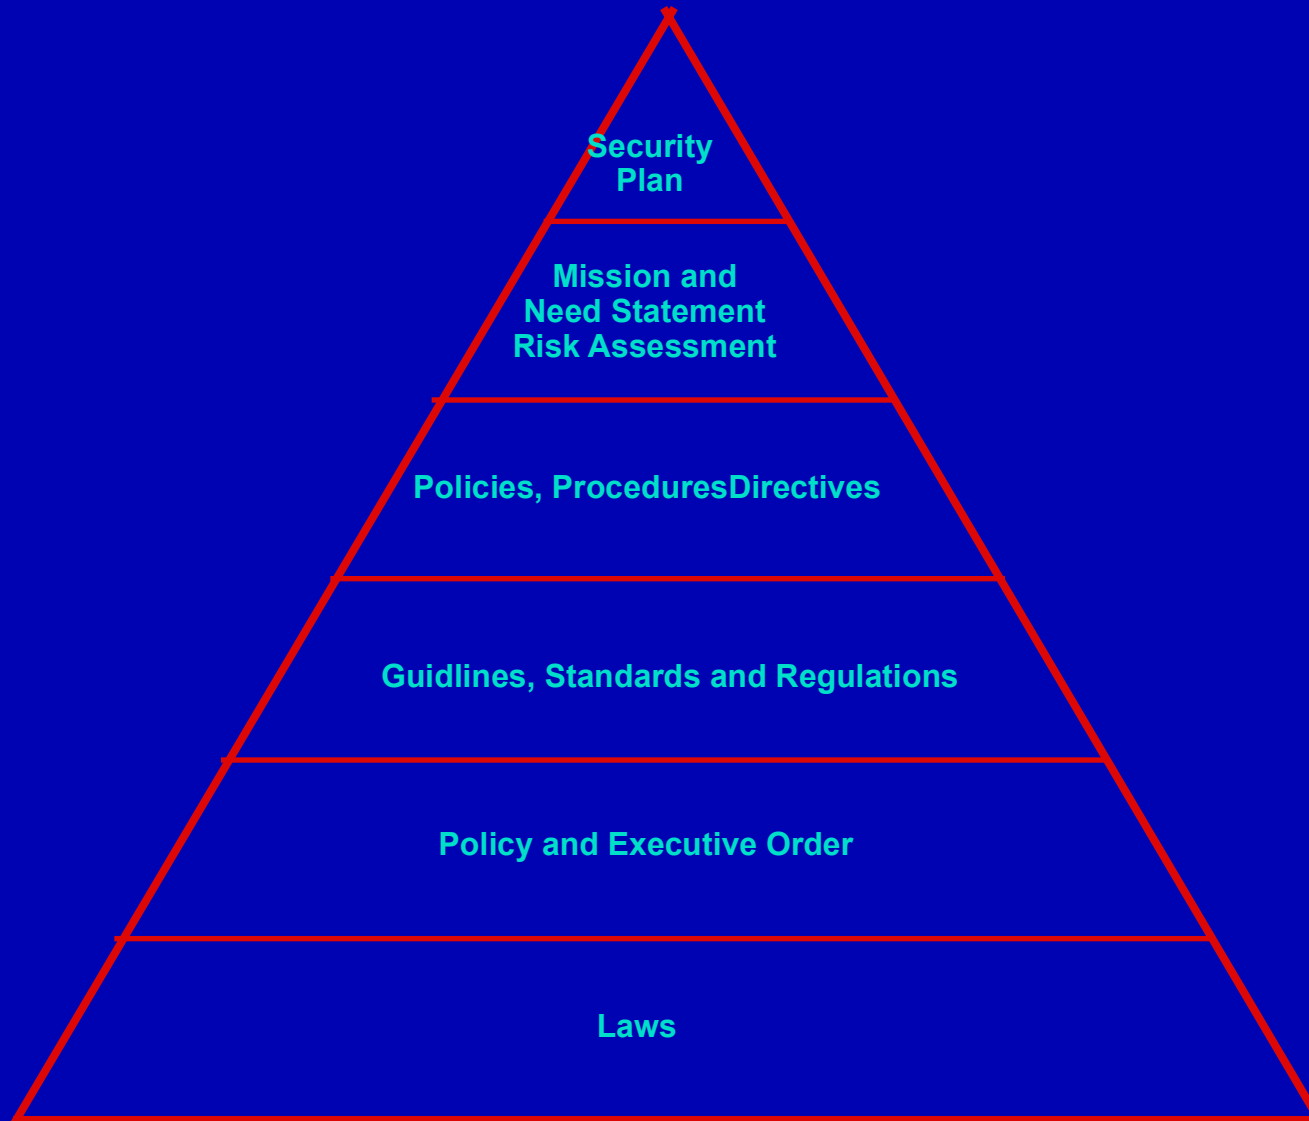 Security
Plan
Mission and
Need Statement
Risk Assessment
Policies, ProceduresDirectives
Guidlines, Standards and Regulations
Policy and Executive Order
Laws